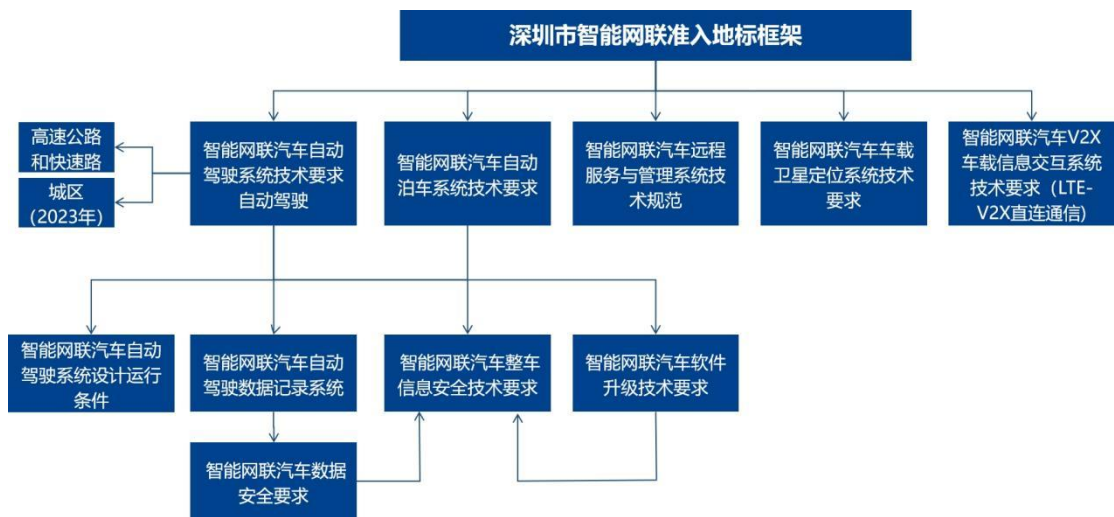 深圳市智能网联准入地标框架
高速公路
和快速路
城区
(2023年)
智能网联汽车自动
驾驶系统技术要求
自动驾驶
智能网联汽车自动
泊车系统技术要求
智能网联汽车远程
服务与管理系统技
术规范
智能网联汽车车载
卫星定位系统技术
要求
智能网联汽车V2X
车载信息交互系统
技术要求（LTE-
V2X直连通信)
智能网联汽车自动
驾驶系统设计运行
条件
智能网联汽车自动
驾驶数据记录系统
智能网联汽车整车
信息安全技术要求
智能网联汽车软件
升级技术要求
智能网联汽车数据
安全要求